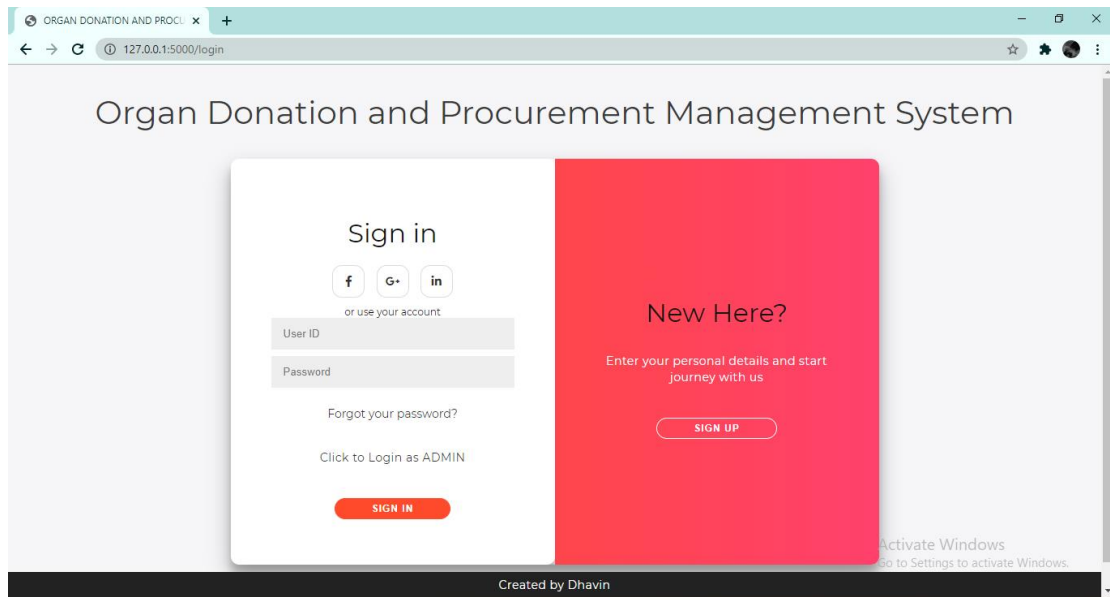 ORGAN DONATION AND PROCU
127.0.0.1:5000/login
Organ Donation and Procurement Management System
Sign in
f G+ in
or use your account
User ID
Password
Forgot your password?
Click to Login as ADMIN
SIGN IN
New Here?
Enter your personal details and start
journey with us
SIGN UP
Activate Windows
Go to Settings to activate Windows.
Created by Dhavin